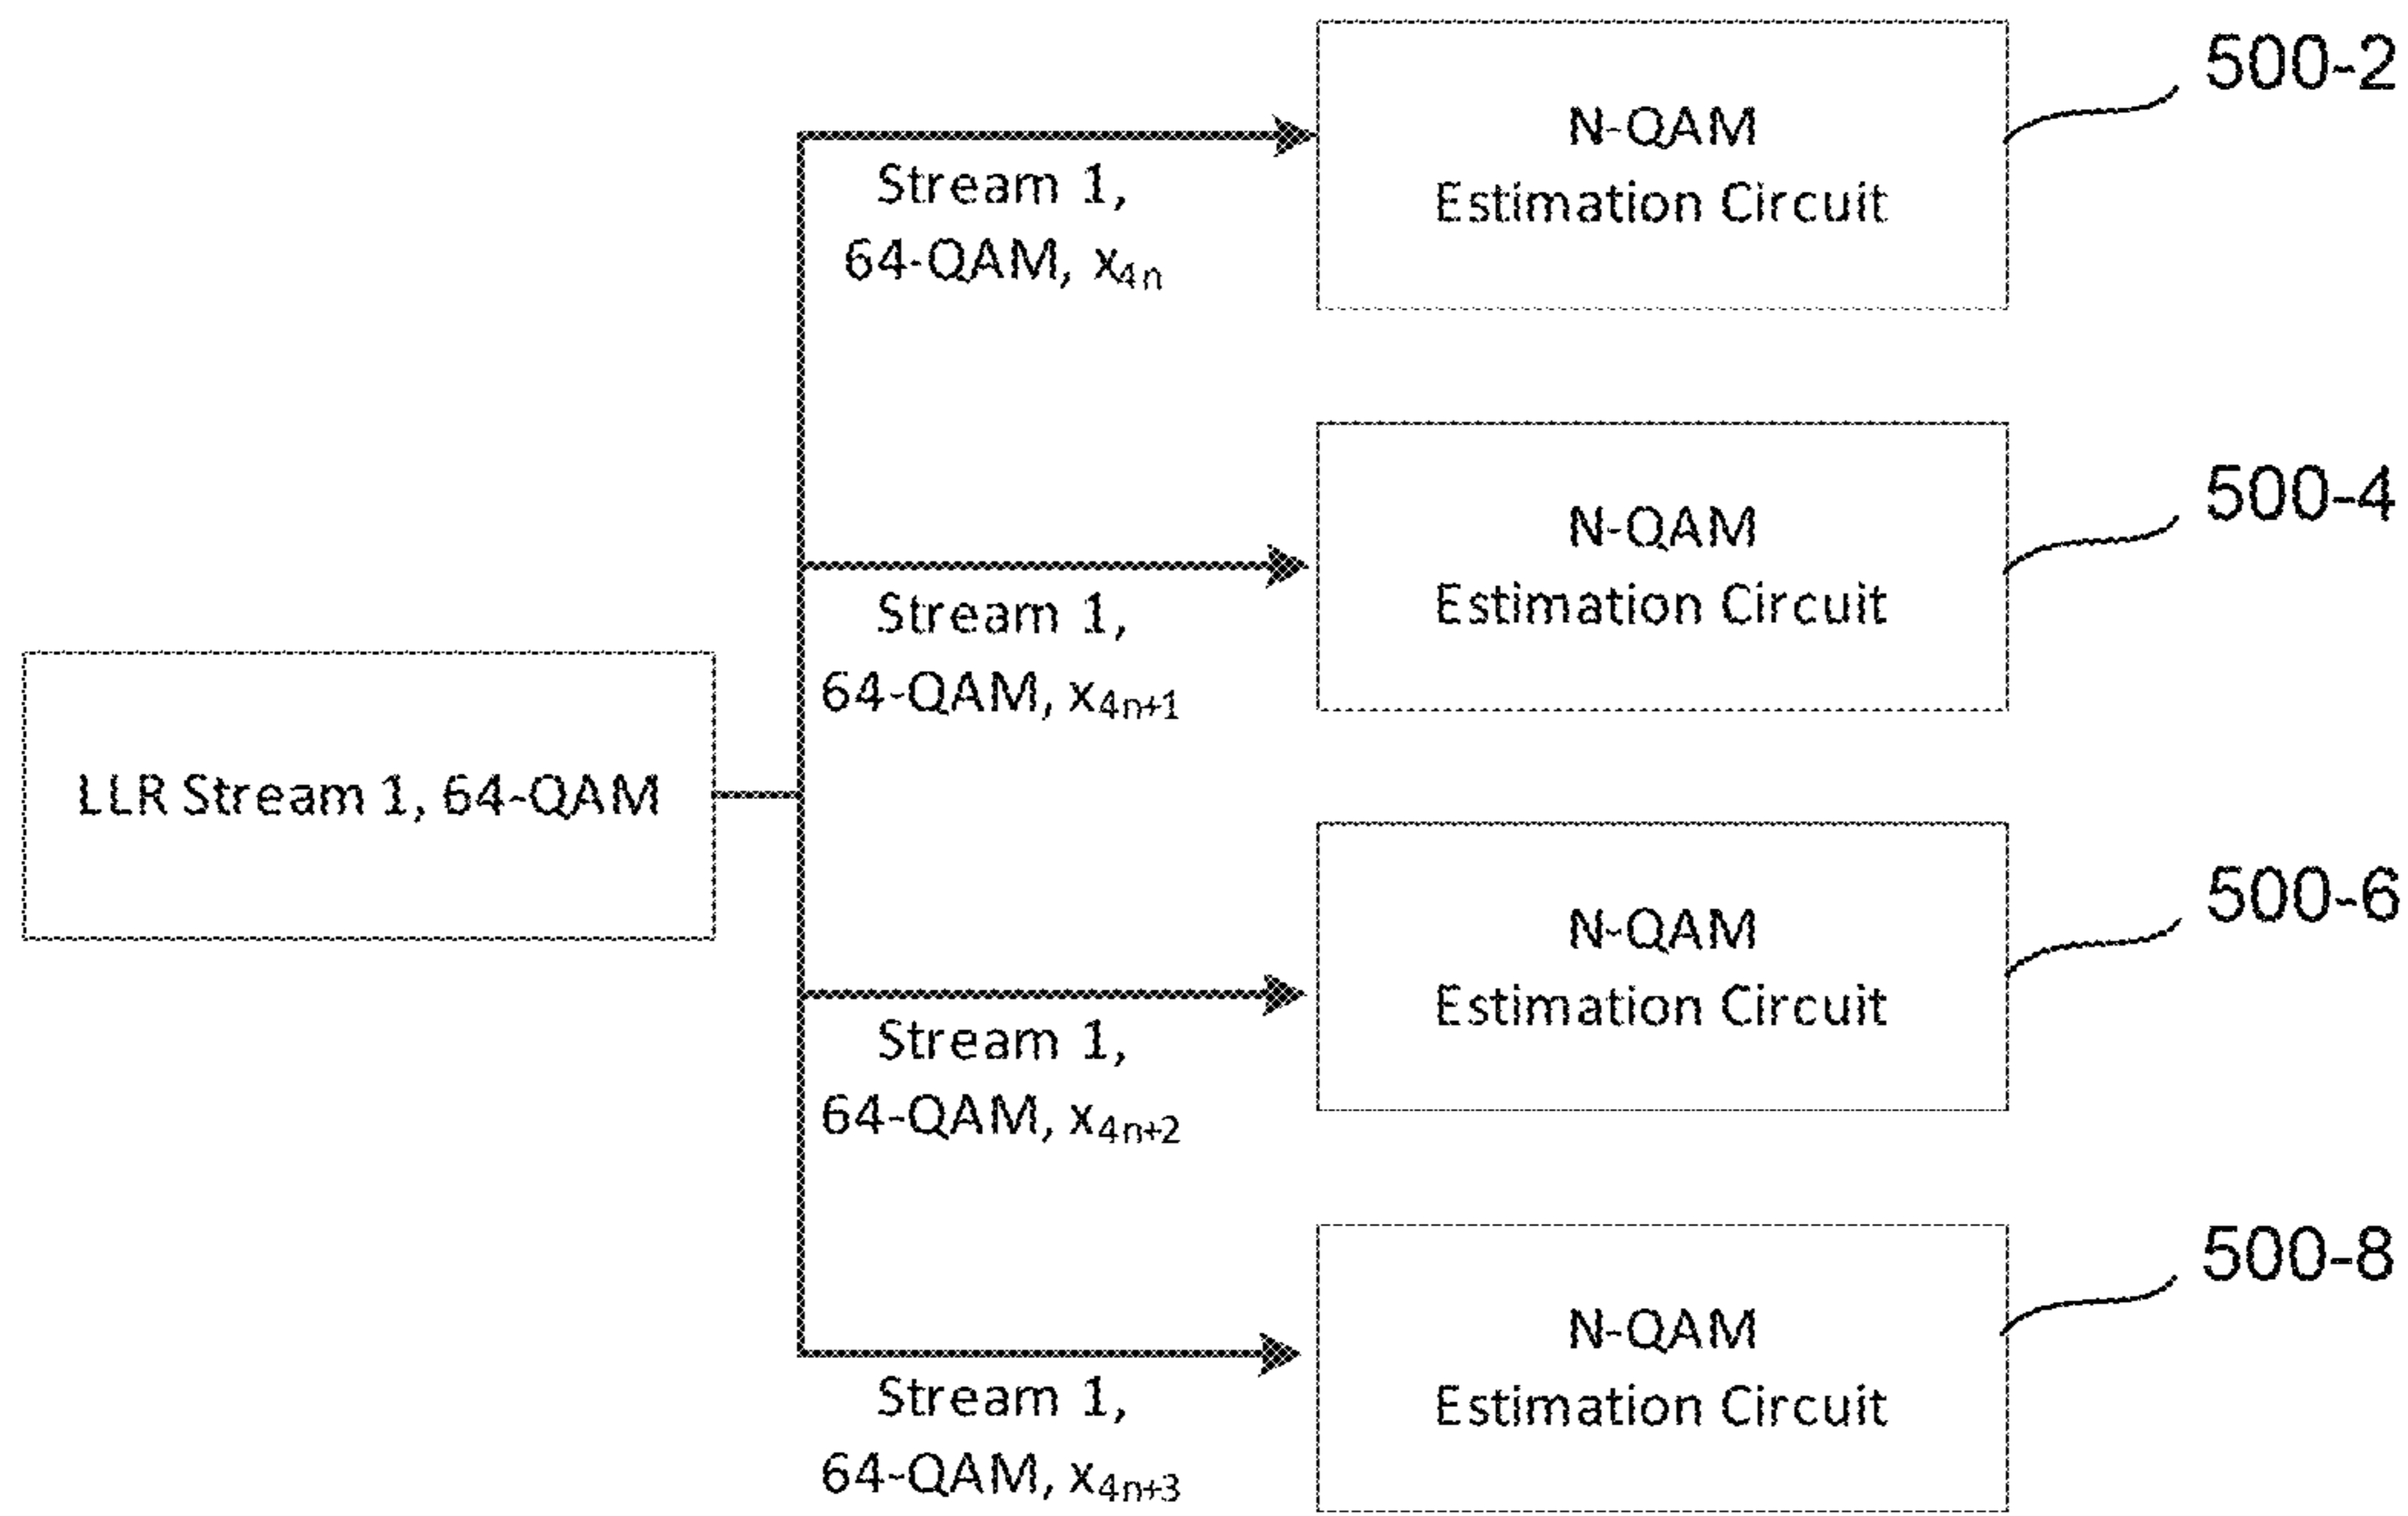 500-2
N-QAM
Estimation Circuit
Stream 1,
64-QAM, x₄ₙ
500-4
N-QAM
Estimation Circuit
Stream 1,
64-QAM, x₄ₙ₊₁
LLR Stream 1, 64-QAM
500-6
N-QAM
Estimation Circuit
Stream 1,
64-QAM, x₄ₙ₊₂
500-8
N-QAM
Estimation Circuit
Stream 1,
64-QAM, x₄ₙ₊₃